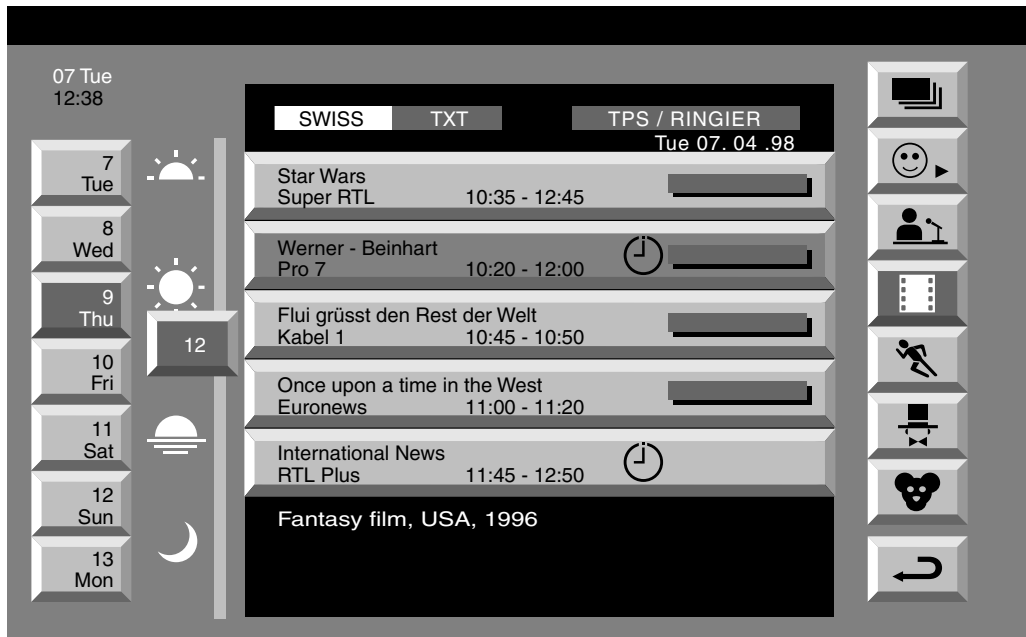 07 Tue
12:38
7
Tue
8
Wed
9
Thu
10
Fri
11
Sat
12
Sun
13
Mon
12
SWISS TXT TPS / RINGIER
Tue 07. 04 .98
Star Wars
Super RTL 10:35 - 12:45
Werner - Beinhart
Pro 7 10:20 - 12:00
Flui grüsst den Rest der Welt
Kabel 1 10:45 - 10:50
Once upon a time in the West
Euronews 11:00 - 11:20
International News
RTL Plus 11:45 - 12:50
Fantasy film, USA, 1996